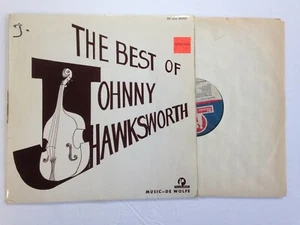 THE BEST OF
JOHNNY
HAWKSWORTH
MUSIC-DE WOLFE